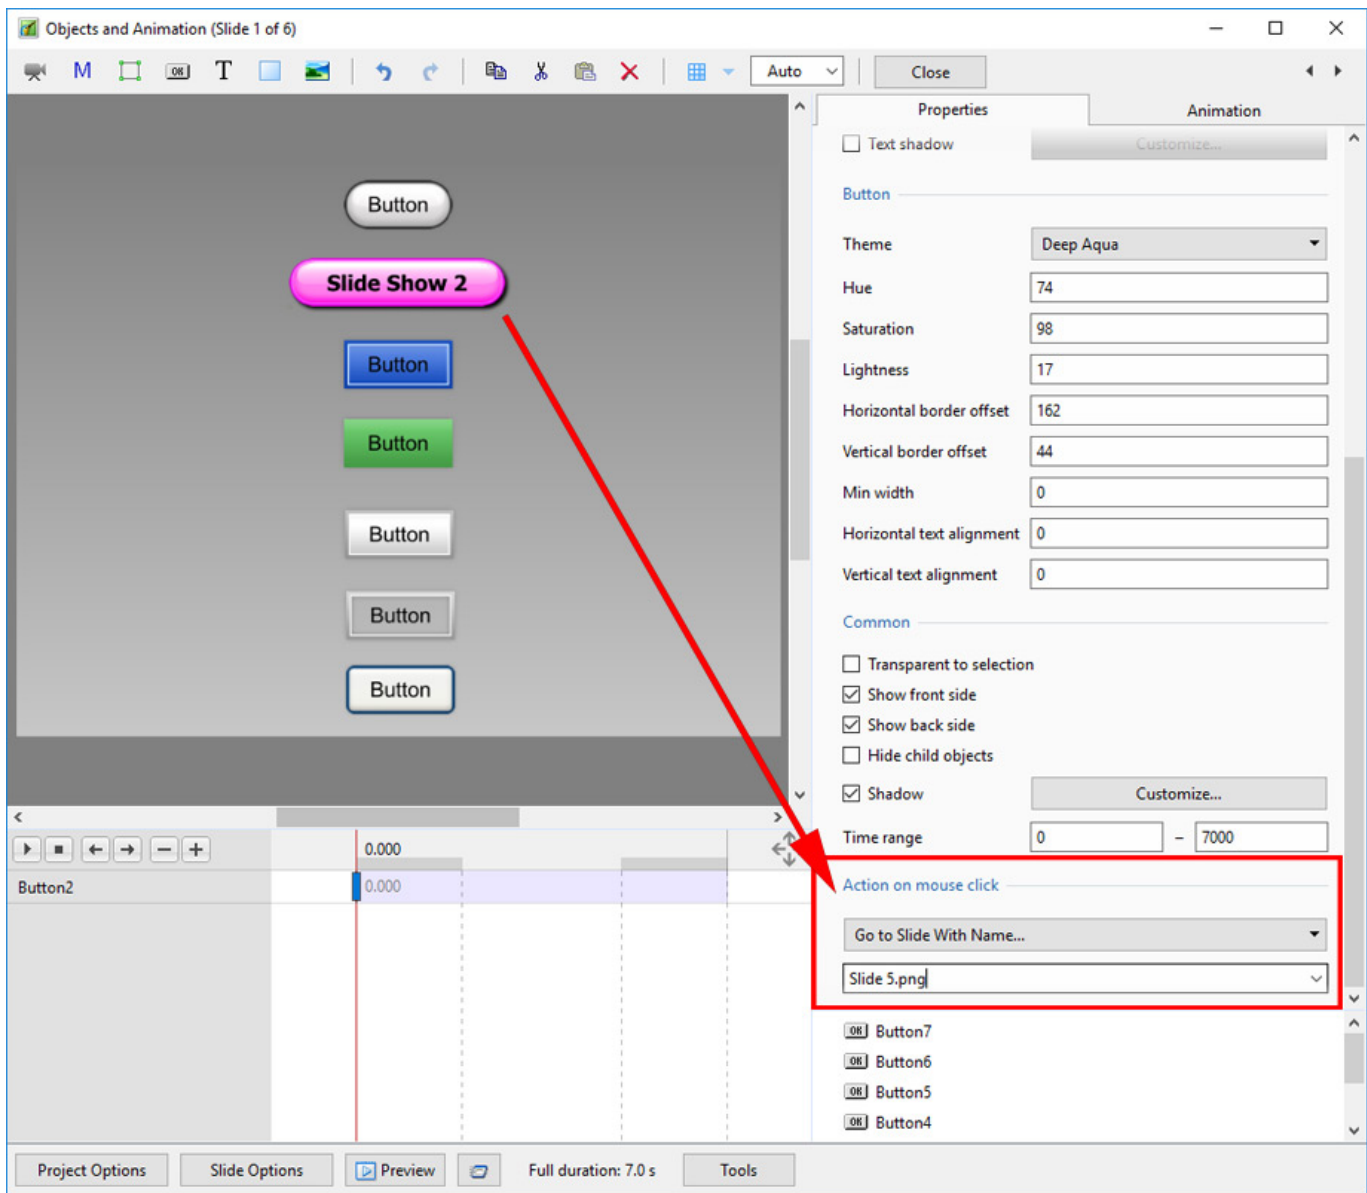 Objects and Animation (Slide 1 of 6)
M OK T Auto Close
Properties Animation
Text shadow Customize...
Button
Theme Deep Aqua
Hue 74
Saturation 98
Lightness 17
Horizontal border offset 162
Vertical border offset 44
Min width 0
Horizontal text alignment 0
Vertical text alignment 0
Common
Transparent to selection
Show front side
Show back side
Hide child objects
Shadow Customize...
Time range 0 – 7000
Action on mouse click
Go to Slide With Name...
Slide 5.png
OK Button7
OK Button6
OK Button5
OK Button4
Button
Slide Show 2
Button
Button
Button
Button
Button
0.000
Button2 0.000
Project Options Slide Options Preview Full duration: 7.0 s Tools